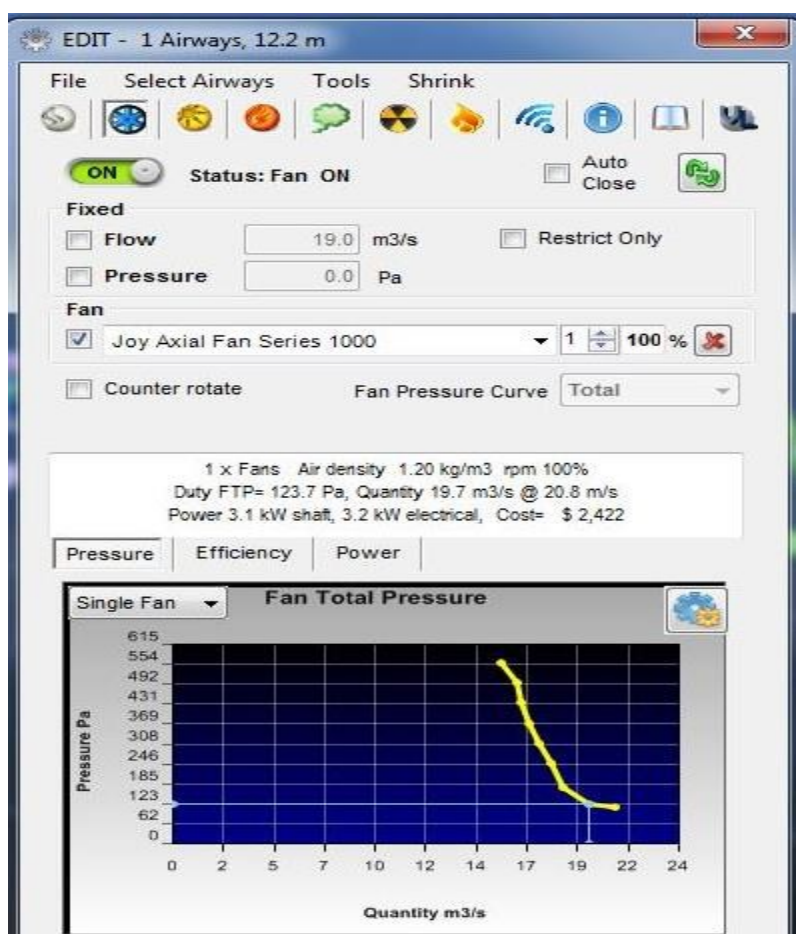 EDIT - 1 Airways, 12.2 m
File Select Airways Tools Shrink
ON Status: Fan ON Auto Close
Fixed
Flow 19.0 m3/s Restrict Only
Pressure 0.0 Pa
Fan
Joy Axial Fan Series 1000 1 100 %
Counter rotate Fan Pressure Curve Total
1 x Fans Air density 1.20 kg/m3 rpm 100%
Duty FTP= 123.7 Pa, Quantity 19.7 m3/s @ 20.8 m/s
Power 3.1 kW shaft, 3.2 kW electrical, Cost= $ 2,422
Pressure Efficiency Power
Single Fan Fan Total Pressure
615
554
492
431
369
308
246
185
123
62
0
Pressure Pa
0 2 5 7 10 12 14 17 19 22 24
Quantity m3/s